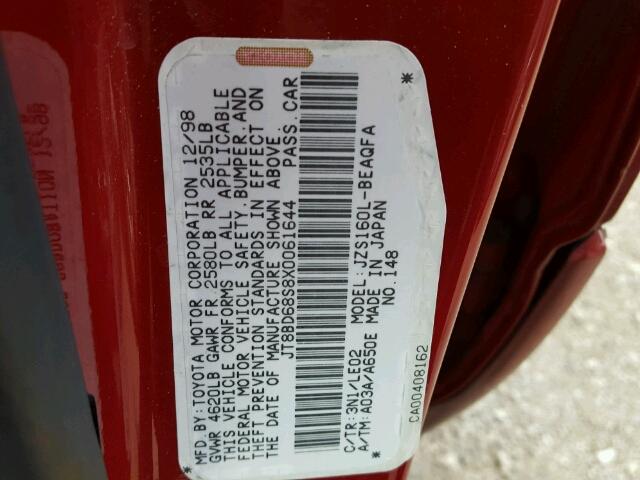 MFD.BY:TOYOTA MOTOR CORPORATION 12/98
GVWR 4620LB GAWR FR 2580LB RR 2535LB
THIS VEHICLE CONFORMS TO ALL APPLICABLE
FEDERAL MOTOR VEHICLE SAFETY, BUMPER, AND
THEFT PREVENTION STANDARDS IN EFFECT ON
THE DATE OF MANUFACTURE SHOWN ABOVE.
JT8BD68S8X0061644 PASS.CAR
C/TR:3N1/LE02 MODEL:JZS160L-BEAQFA
A/TM:A03A/A650E MADE IN JAPAN
NO.148
CA00408162